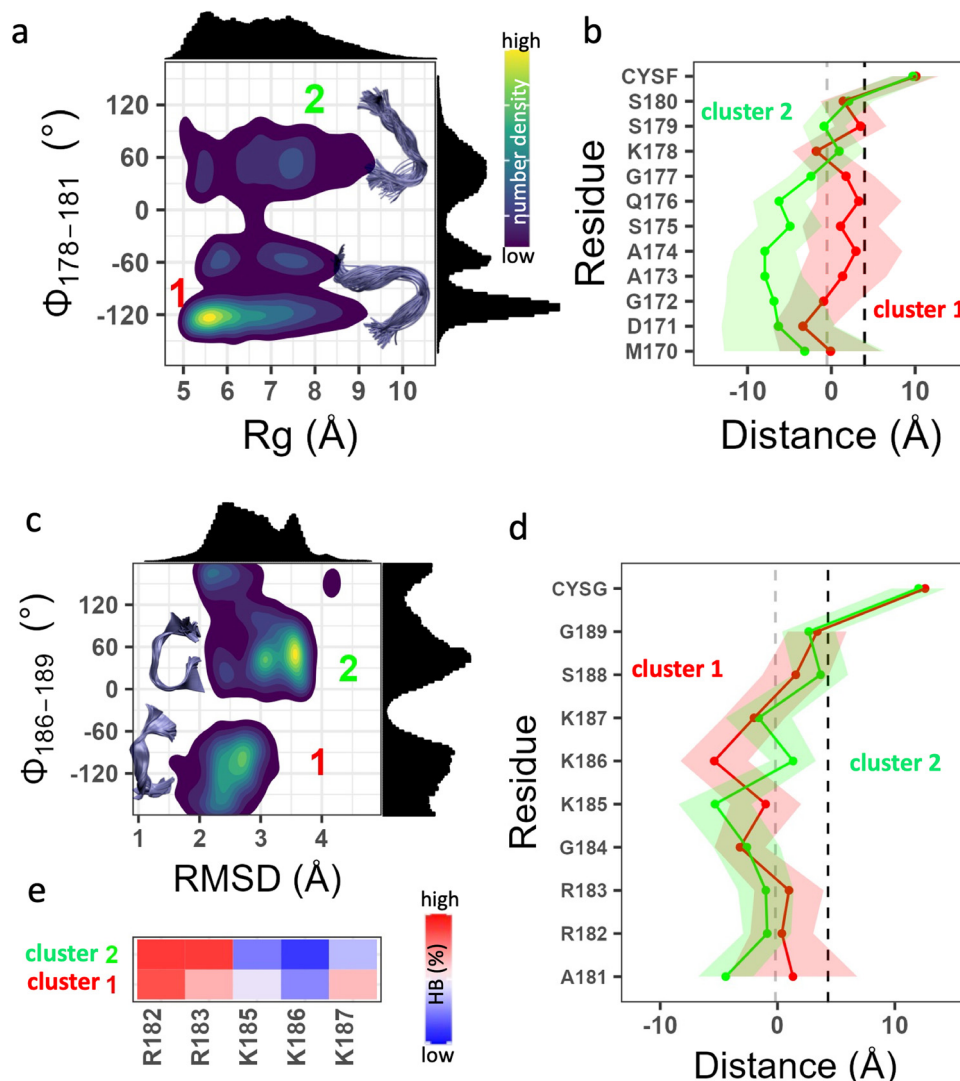 a
high
number density
low
120
60
0
-60
-120
2
1
5 6 7 8 9 10
Φ178−181 (°)
Rg (Å)
b
CYSF
S180
S179
K178
G177
Q176
S175
A174
A173
G172
D171
M170
cluster 2
cluster 1
-10 0 10
Residue
Distance (Å)
c
120
60
0
-60
-120
2
1
1 2 3 4
Φ186−189 (°)
RMSD (Å)
d
CYSG
G189
S188
K187
K186
K185
G184
R183
R182
A181
cluster 1
cluster 2
-10 0 10
Residue
Distance (Å)
e
cluster 2
cluster 1
R182
R183
K185
K186
K187
high
HB (%)
low